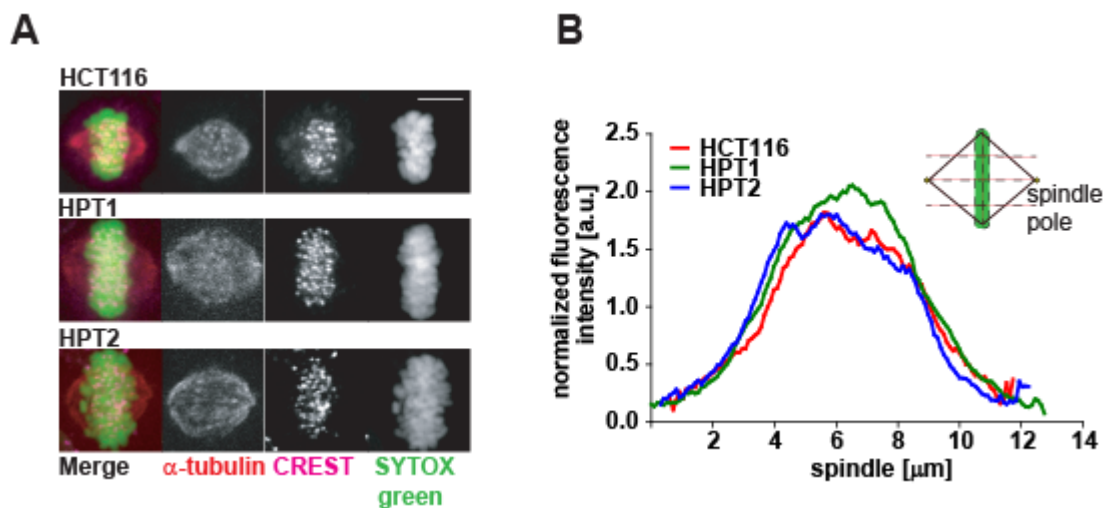 A
HCT116
HPT1
HPT2
Merge α-tubulin CREST SYTOX
green
B
normalized fluorescence
intensity [a.u.]
2.5
2.0
1.5
1.0
0.5
0.0
HCT116
HPT1
HPT2
spindle
pole
2 4 6 8 10 12 14
spindle [μm]